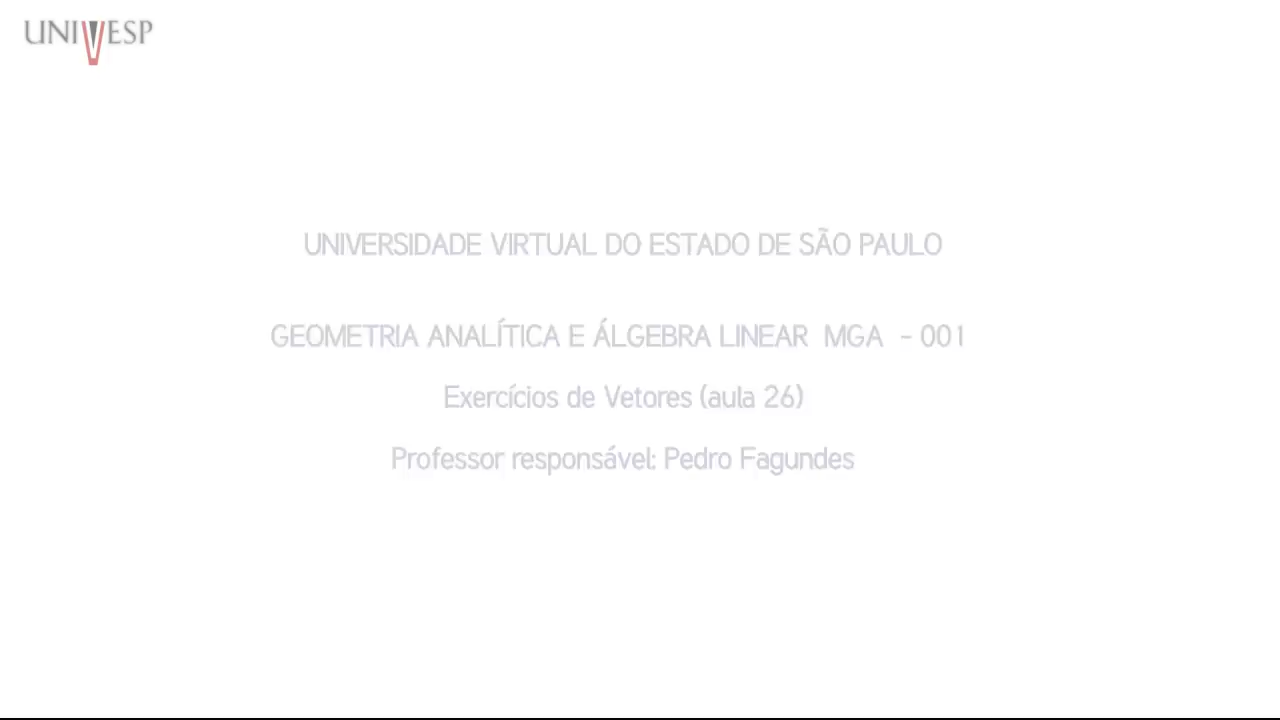 UNIVESP
UNIVERSIDADE VIRTUAL DO ESTADO DE SÃO PAULO
GEOMETRIA ANALÍTICA E ÁLGEBRA LINEAR MGA - 001
Exercícios de Vetores (aula 26)
Professor responsável: Pedro Fagundes